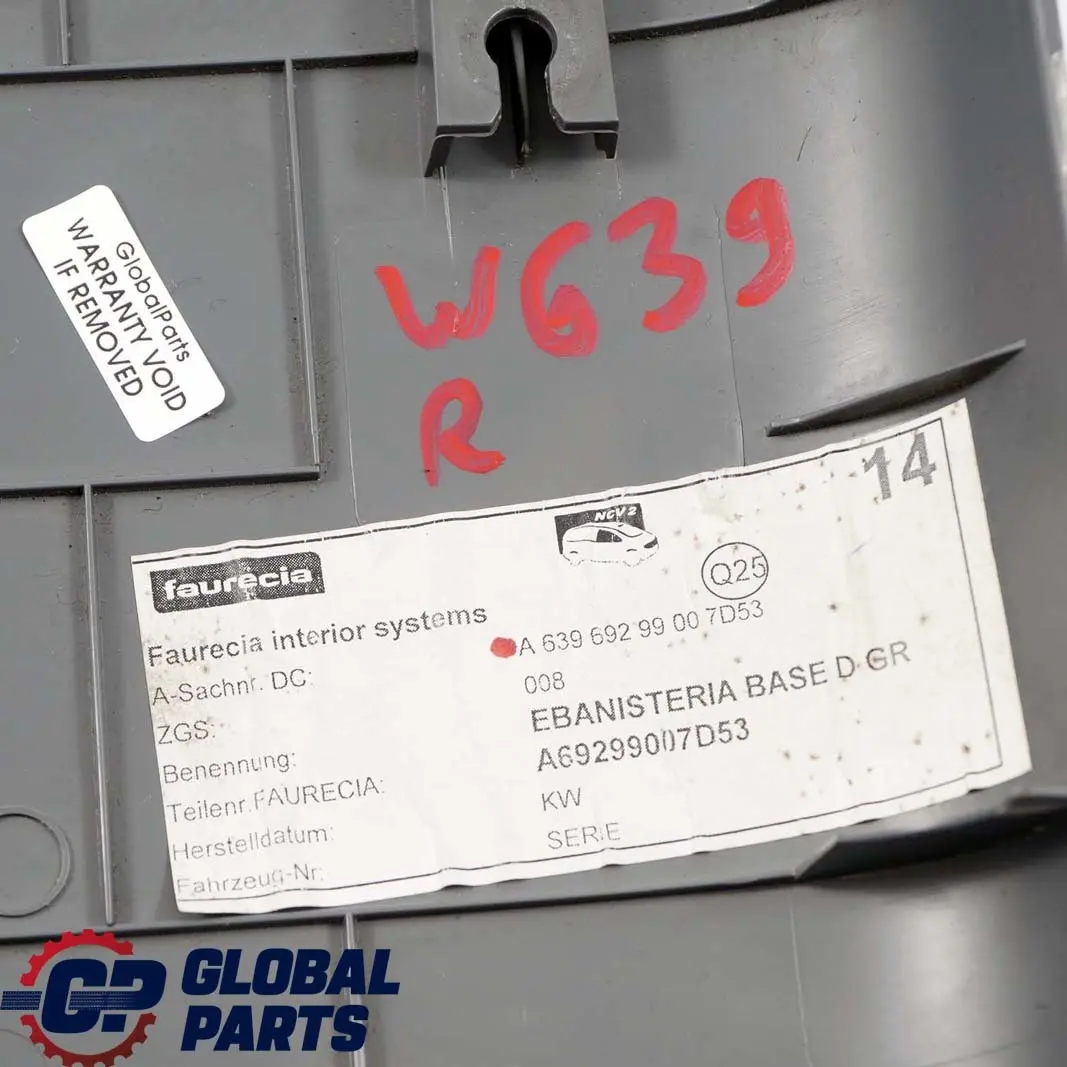 GlobalParts
WARRANTY VOID
IF REMOVED
W639
R
14
NCV2
faurecia
Q25
Faurecia interior systems
A-Sachnr. DC: A 639 692 99 00 7D53
ZGS: 008
Benennung: EBANISTERIA BASE D GR
Teilenr.FAURECIA: A69299007D53
Herstelldatum: KW
Fahrzeug-Nr: SERIE
GP GLOBAL
PARTS